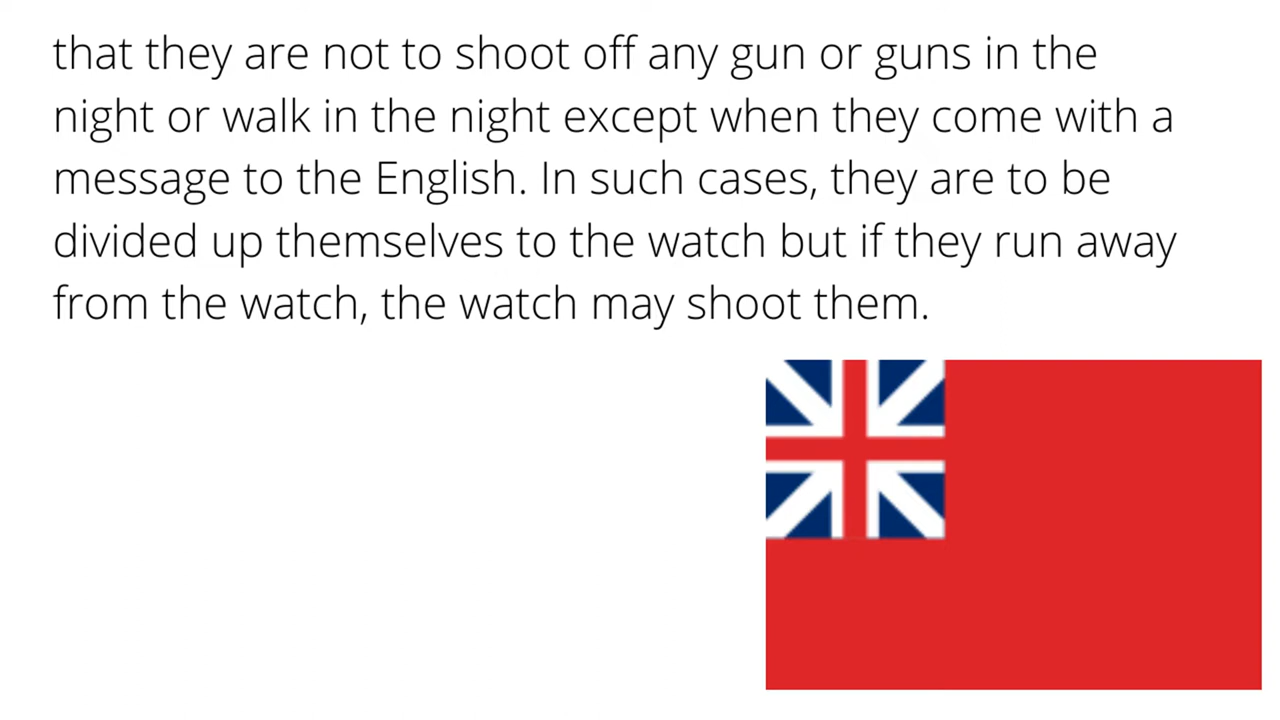 that they are not to shoot off any gun or guns in the
night or walk in the night except when they come with a
message to the English. In such cases, they are to be
divided up themselves to the watch but if they run away
from the watch, the watch may shoot them.